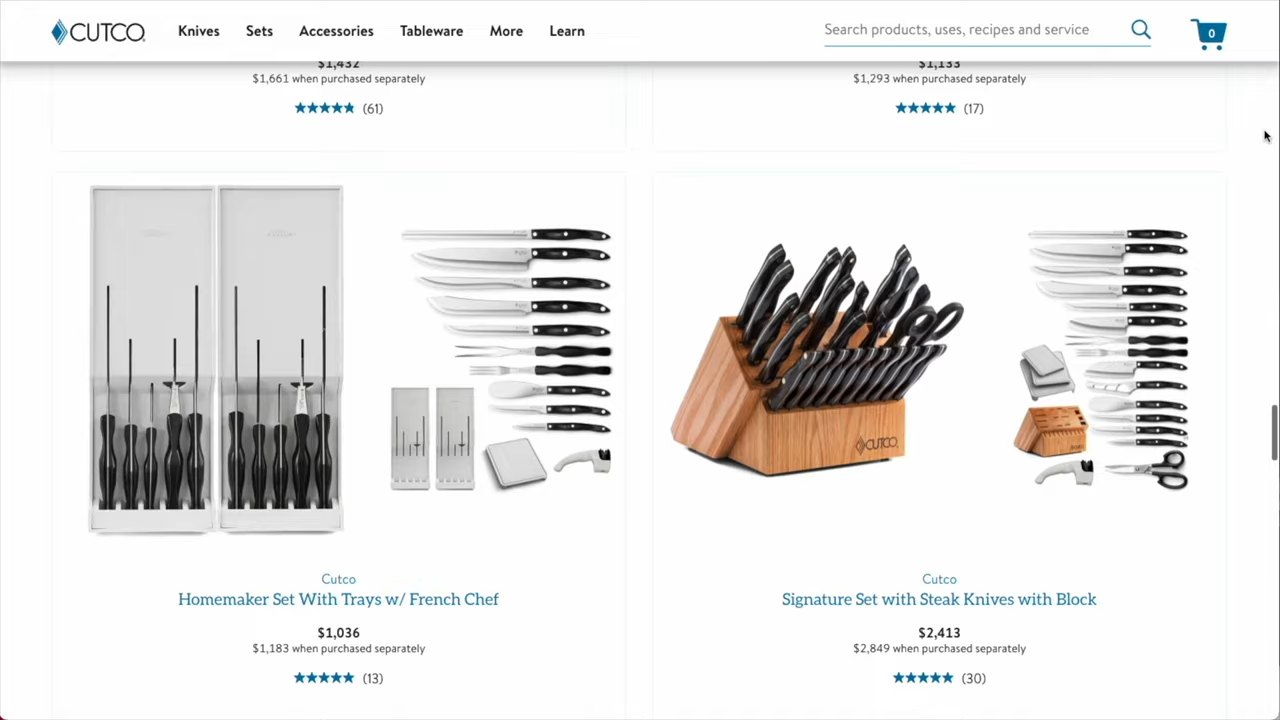 CUTCO
Knives
Sets
Accessories
Tableware
More
Learn
Search products, uses, recipes and service
0
$1,432
$1,661 when purchased separately
(61)
$1,133
$1,293 when purchased separately
(17)
CUTCO
Cutco
Homemaker Set With Trays w/ French Chef
$1,036
$1,183 when purchased separately
(13)
Cutco
Signature Set with Steak Knives with Block
$2,413
$2,849 when purchased separately
(30)